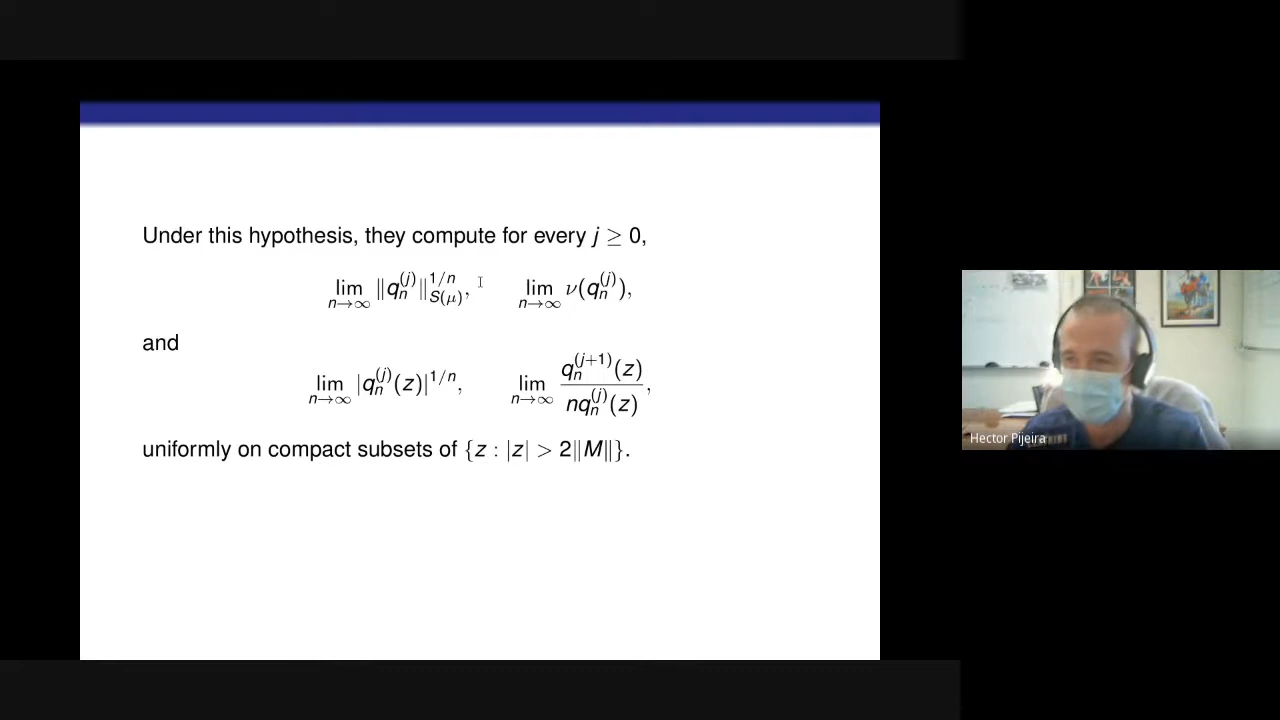 Under this hypothesis, they compute for every j ≥ 0,
lim_{n→∞} ‖q_n^{(j)}‖_{S(μ)}^{1/n}, lim_{n→∞} ν(q_n^{(j)}),
and
lim_{n→∞} |q_n^{(j)}(z)|^{1/n}, lim_{n→∞} q_n^{(j+1)}(z) / nq_n^{(j)}(z),
uniformly on compact subsets of {z : |z| > 2‖M‖}.
Hector Pijeira